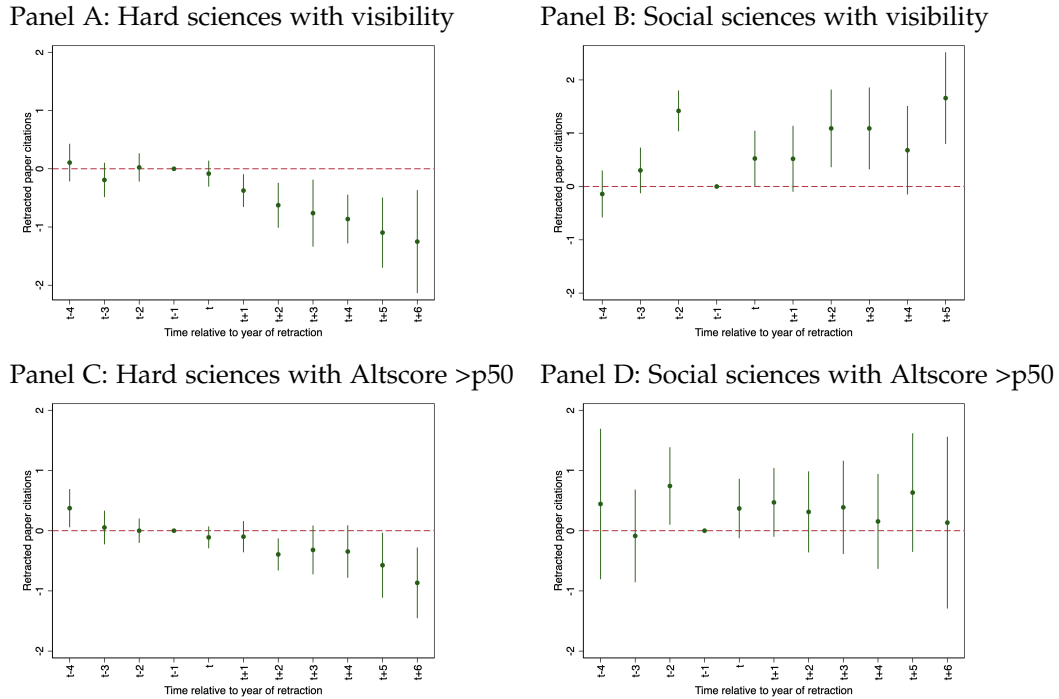 Panel A: Hard sciences with visibility
Panel B: Social sciences with visibility
Retracted paper citations
2
1
0
-1
-2
t-4
t-3
t-2
t-1
t
t+1
t+2
t+3
t+4
t+5
t+6
Time relative to year of retraction
Retracted paper citations
2
1
0
-1
-2
t-4
t-3
t-2
t-1
t
t+1
t+2
t+3
t+4
t+5
Time relative to year of retraction
Panel C: Hard sciences with Altscore >p50
Panel D: Social sciences with Altscore >p50
Retracted paper citations
2
1
0
-1
-2
t-4
t-3
t-2
t-1
t
t+1
t+2
t+3
t+4
t+5
t+6
Time relative to year of retraction
Retracted paper citations
2
1
0
-1
-2
t-4
t-3
t-2
t-1
t
t+1
t+2
t+3
t+4
t+5
t+6
Time relative to year of retraction